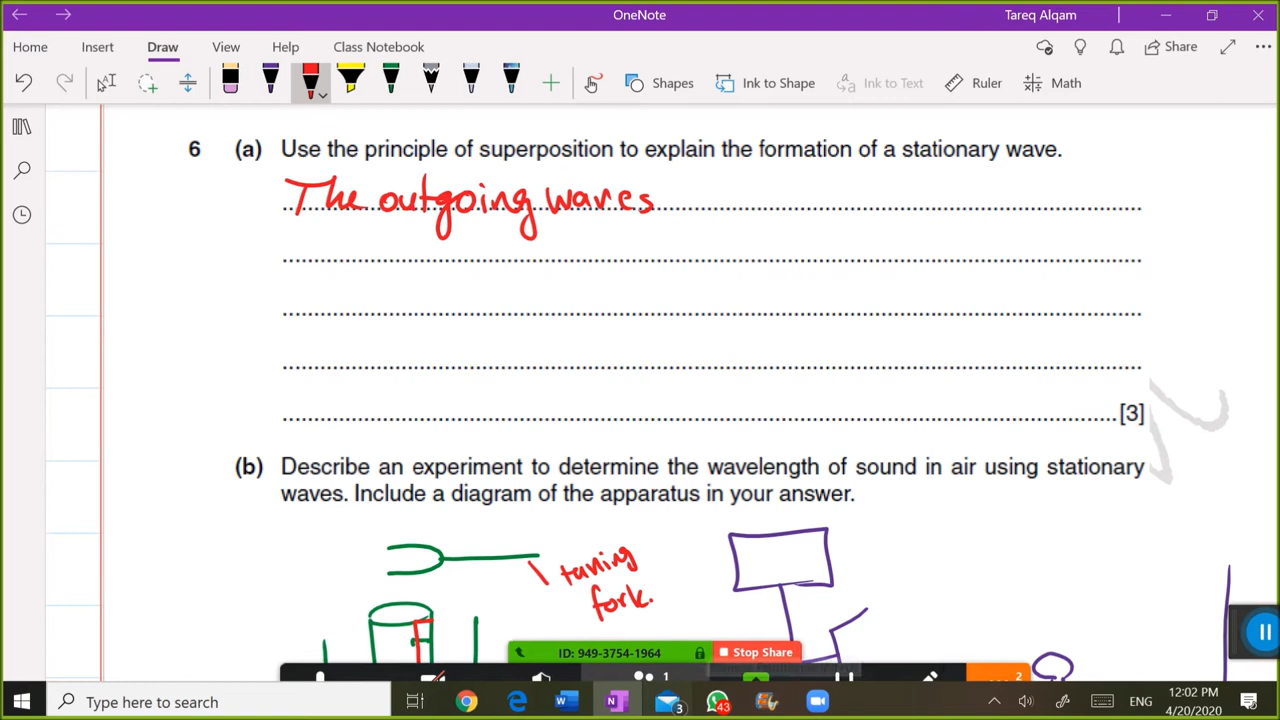 OneNote
Tareq Alqam
Home Insert Draw View Help Class Notebook
Share
Shapes Ink to Shape Ink to Text Ruler Math
6 (a) Use the principle of superposition to explain the formation of a stationary wave.
The outgoing waves
[3]
(b) Describe an experiment to determine the wavelength of sound in air using stationary
waves. Include a diagram of the apparatus in your answer.
tuning
fork.
ID: 949-3754-1964 Stop Share
1
2
Type here to search
3
43
ENG
12:02 PM
4/20/2020